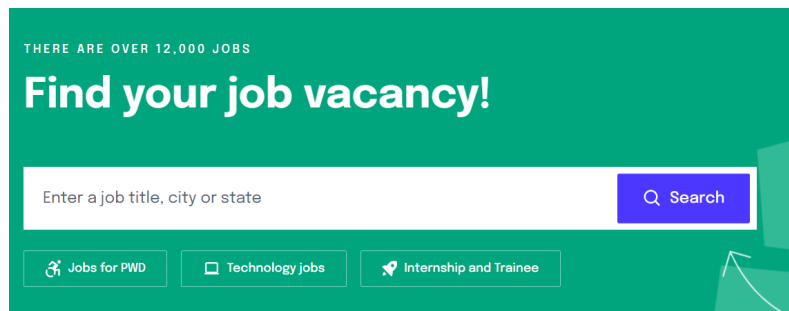 THERE ARE OVER 12,000 JOBS
Find your job vacancy!
Enter a job title, city or state
Search
Jobs for PWD
Technology jobs
Internship and Trainee